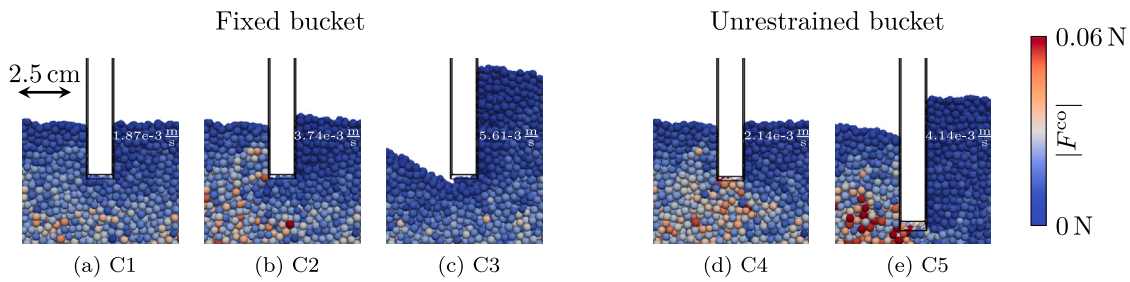 Fixed bucket
Unrestrained bucket
2.5 cm
1.87e-3 m/s
3.74e-3 m/s
5.61-3 m/s
2.14e-3 m/s
4.14e-3 m/s
0.06 N
|F^co|
0 N
(a) C1
(b) C2
(c) C3
(d) C4
(e) C5